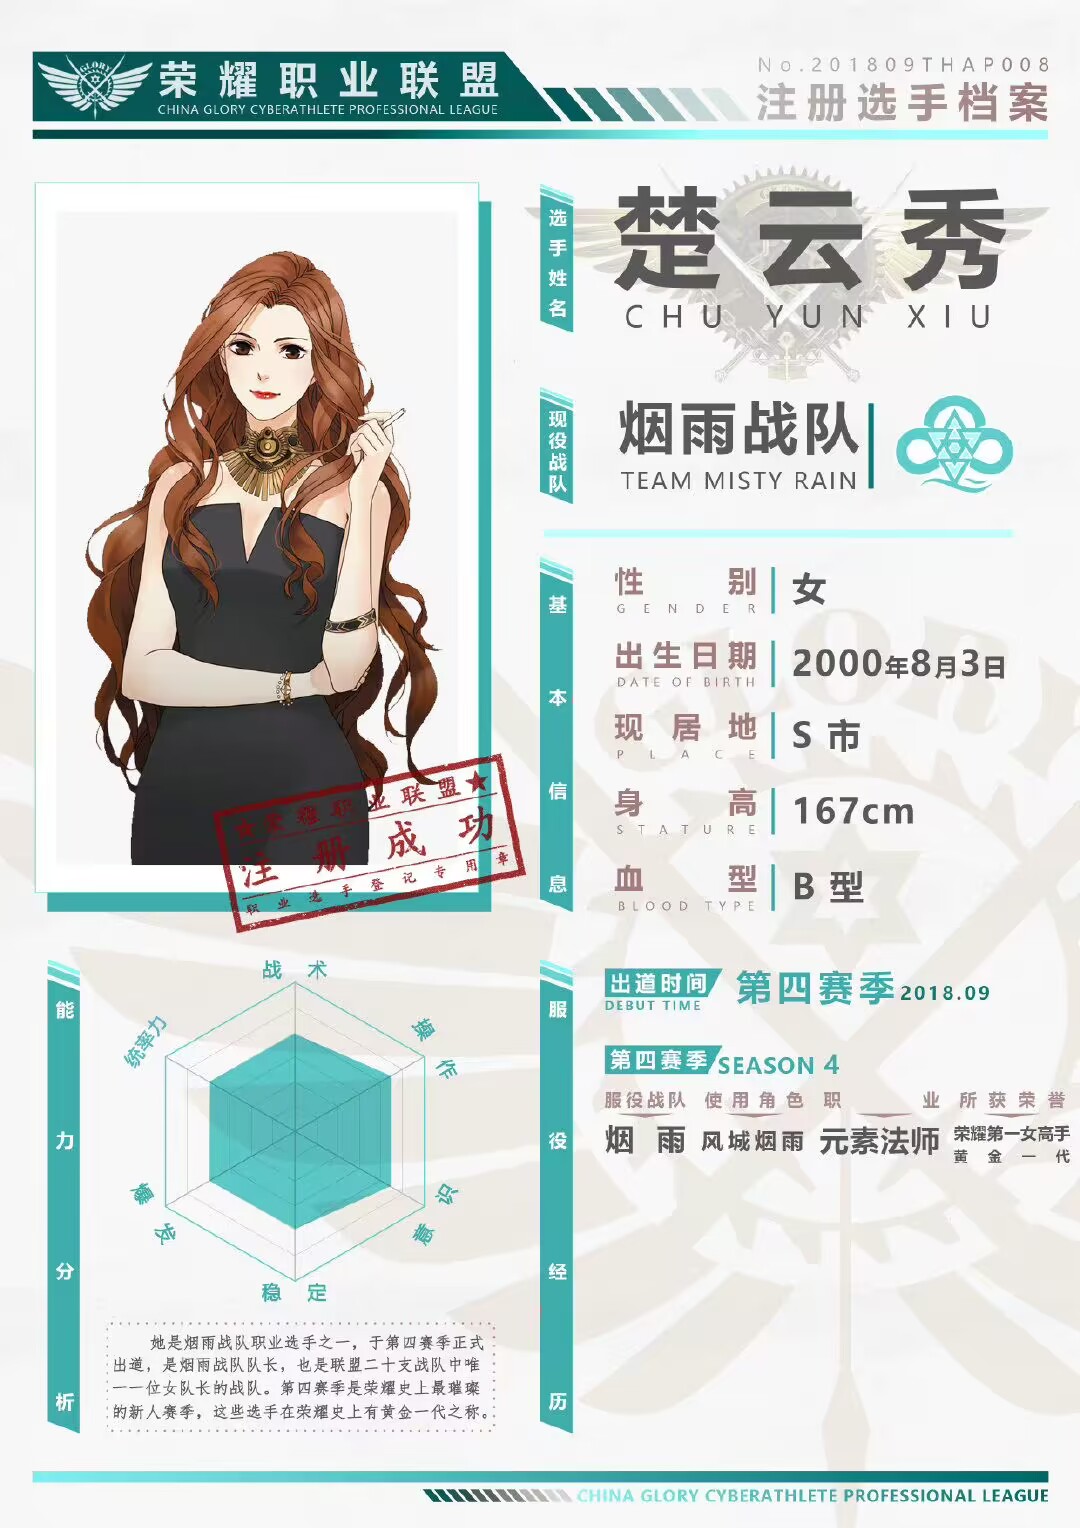 GLORY
荣耀职业联盟
CHINA GLORY CYBERATHLETE PROFESSIONAL LEAGUE
No.201809THAP008
注册选手档案
选手姓名
楚云秀
CHU YUN XIU
现役战队
烟雨战队
TEAM MISTY RAIN
基本信息
性别 女
GENDER
出生日期 2000年8月3日
DATE OF BIRTH
现居地 S 市
PLACE
身高 167cm
STATURE
血型 B 型
BLOOD TYPE
★荣耀职业联盟★
注册成功
职业选手登记专用章
能力分析
战术
操作
意识
稳定
爆发
统率力
她是烟雨战队职业选手之一，于第四赛季正式
出道，是烟雨战队队长，也是联盟二十支战队中唯
一一位女队长的战队。第四赛季是荣耀史上最璀璨
的新人赛季，这些选手在荣耀史上有黄金一代之称。
服役经历
出道时间 第四赛季2018.09
DEBUT TIME
第四赛季 SEASON 4
服役战队 使用角色 职业 所获荣誉
烟雨 风城烟雨 元素法师 荣耀第一女高手
黄金一代
CHINA GLORY CYBERATHLETE PROFESSIONAL LEAGUE